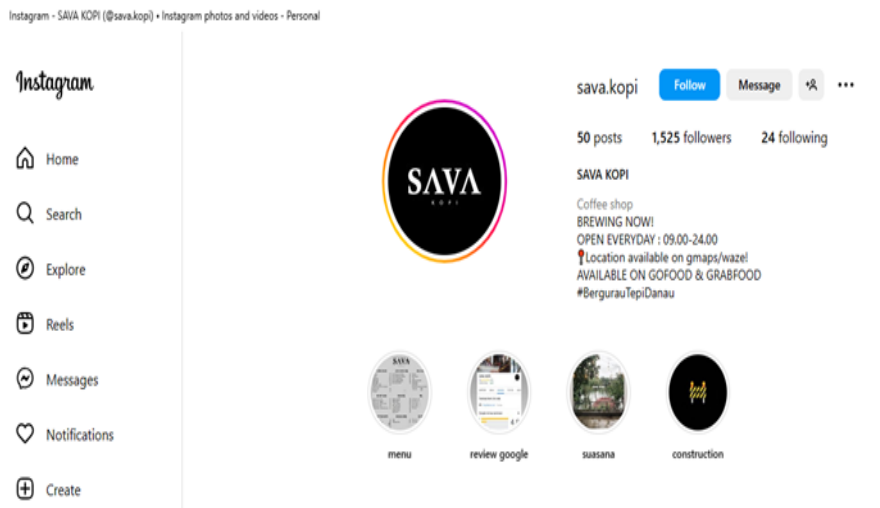 Instagram - SAVA KOPI (@sava.kopi) • Instagram photos and videos - Personal
Instagram
Home
Search
Explore
Reels
Messages
Notifications
Create
SAVA
KOPI
sava.kopi Follow Message
50 posts 1,525 followers 24 following
SAVA KOPI
Coffee shop
BREWING NOW!
OPEN EVERYDAY : 09.00-24.00
📍Location available on gmaps/waze!
AVAILABLE ON GOFOOD & GRABFOOD
#BergurauTepiDanau
SAVA
menu review google suasana construction